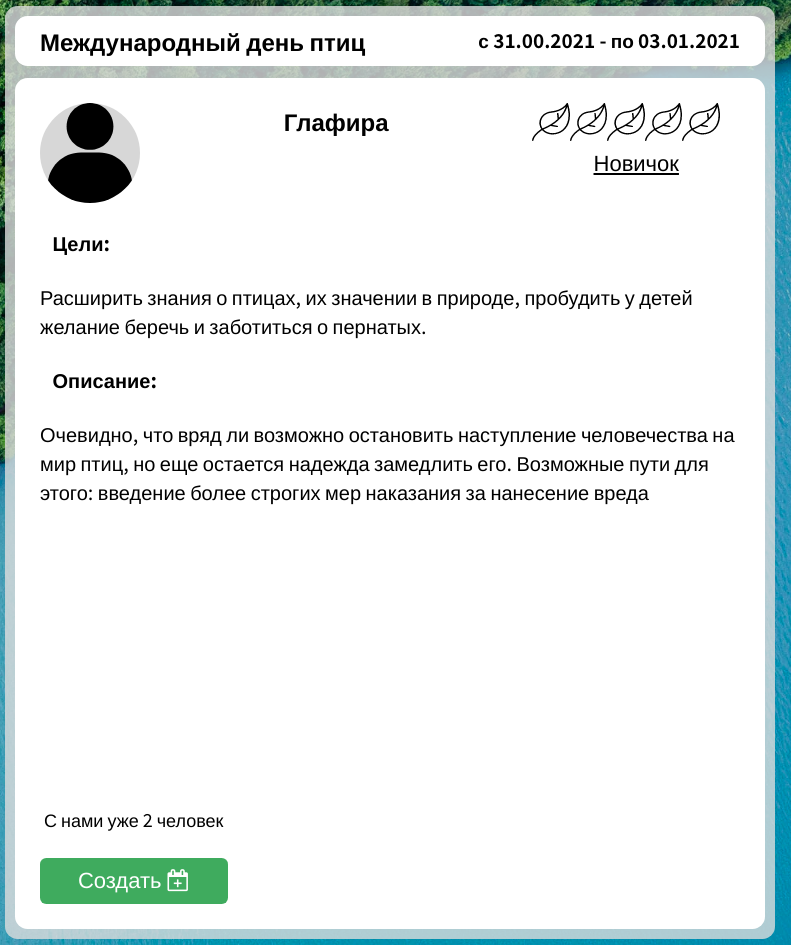 Международный день птиц
с 31.00.2021 - по 03.01.2021
Глафира
Новичок
Цели:
Расширить знания о птицах, их значении в природе, пробудить у детей
желание беречь и заботиться о пернатых.
Описание:
Очевидно, что вряд ли возможно остановить наступление человечества на
мир птиц, но еще остается надежда замедлить его. Возможные пути для
этого: введение более строгих мер наказания за нанесение вреда
С нами уже 2 человек
Создать